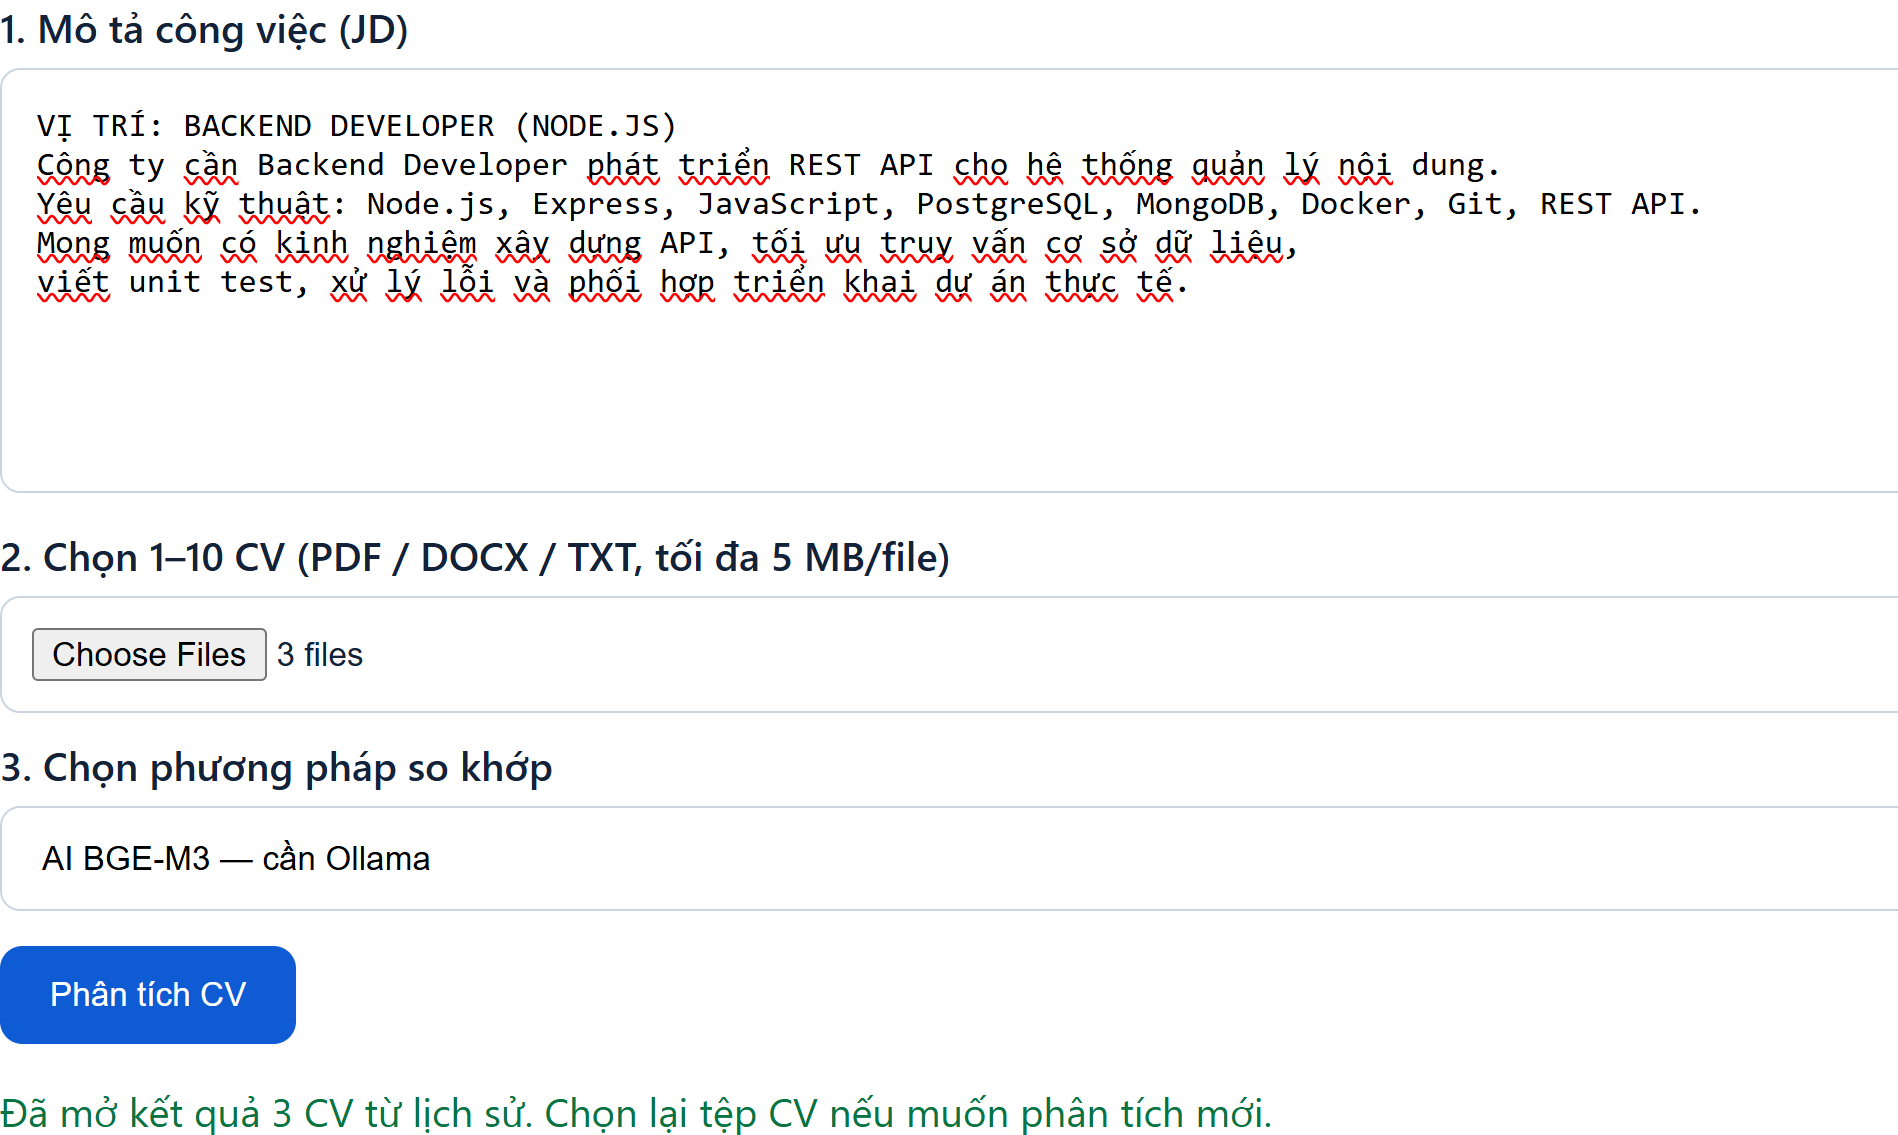 1. Mô tả công việc (JD)
VỊ TRÍ: BACKEND DEVELOPER (NODE.JS)
Công ty cần Backend Developer phát triển REST API cho hệ thống quản lý nội dung.
Yêu cầu kỹ thuật: Node.js, Express, JavaScript, PostgreSQL, MongoDB, Docker, Git, REST API.
Mong muốn có kinh nghiệm xây dựng API, tối ưu truy vấn cơ sở dữ liệu,
viết unit test, xử lý lỗi và phối hợp triển khai dự án thực tế.
2. Chọn 1–10 CV (PDF / DOCX / TXT, tối đa 5 MB/file)
Choose Files 3 files
3. Chọn phương pháp so khớp
AI BGE-M3 — cần Ollama
Phân tích CV
Đã mở kết quả 3 CV từ lịch sử. Chọn lại tệp CV nếu muốn phân tích mới.